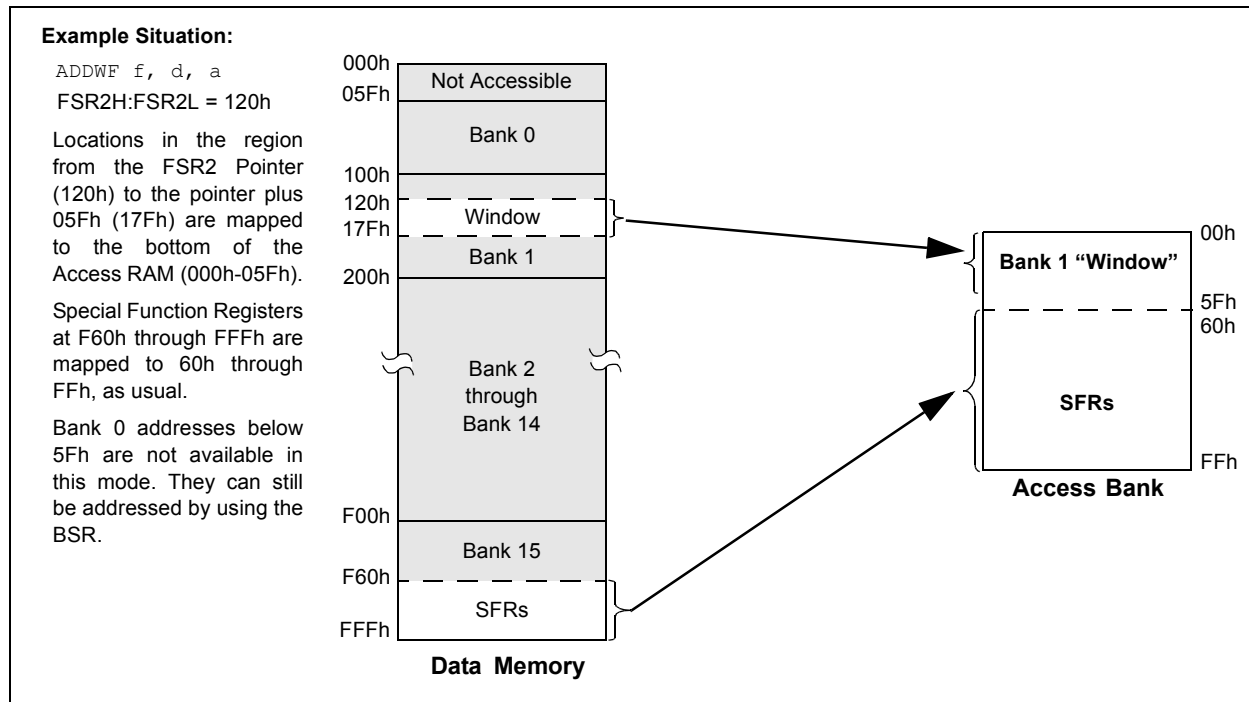 Example Situation:
ADDWF f, d, a
FSR2H:FSR2L = 120h
Locations in the region
from the FSR2 Pointer
(120h) to the pointer plus
05Fh (17Fh) are mapped
to the bottom of the
Access RAM (000h-05Fh).
Special Function Registers
at F60h through FFFh are
mapped to 60h through
FFh, as usual.
Bank 0 addresses below
5Fh are not available in
this mode. They can still
be addressed by using the
BSR.
000h
Not Accessible
05Fh
Bank 0
100h
120h
Window
17Fh
Bank 1
200h
Bank 2
through
Bank 14
F00h
Bank 15
F60h
SFRs
FFFh
Data Memory
00h
Bank 1 “Window”
5Fh
60h
SFRs
FFh
Access Bank